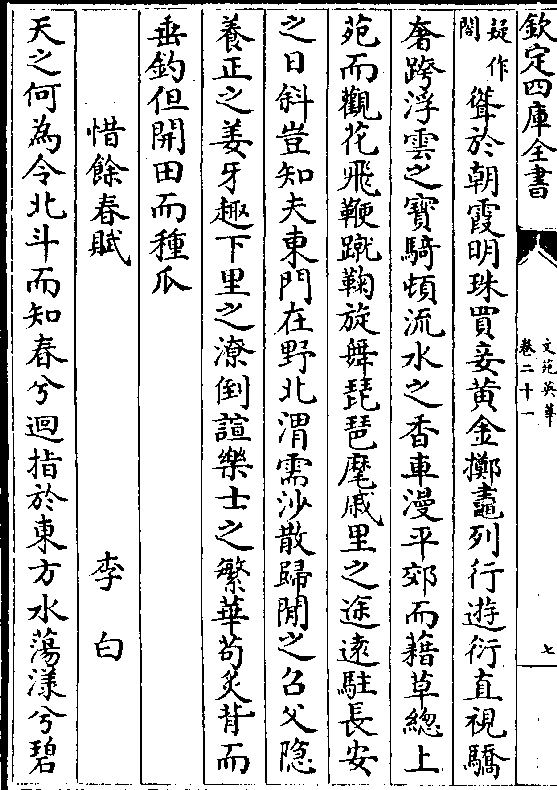 欽定四庫全書
文苑英華
卷二十一
七
疑作
閣聳於朝霞明珠買妾黄金擲盧列行遊衍直視驕
奢跨浮雲之寶騎頓流水之香車漫平郊而藉草總上
苑而觀花飛鞭蹴鞠旋舞琵琶麾戚里之途遠駐長安
之日斜豈知夫東門在野北渭需沙散歸閒之召父隱
養正之姜牙趣下里之潦倒諠樂士之繁華苟炙背而
垂釣但開田而種瓜
惜餘春賦 李白
天之何為令北斗而知春兮迴指於東方水蕩漾兮碧